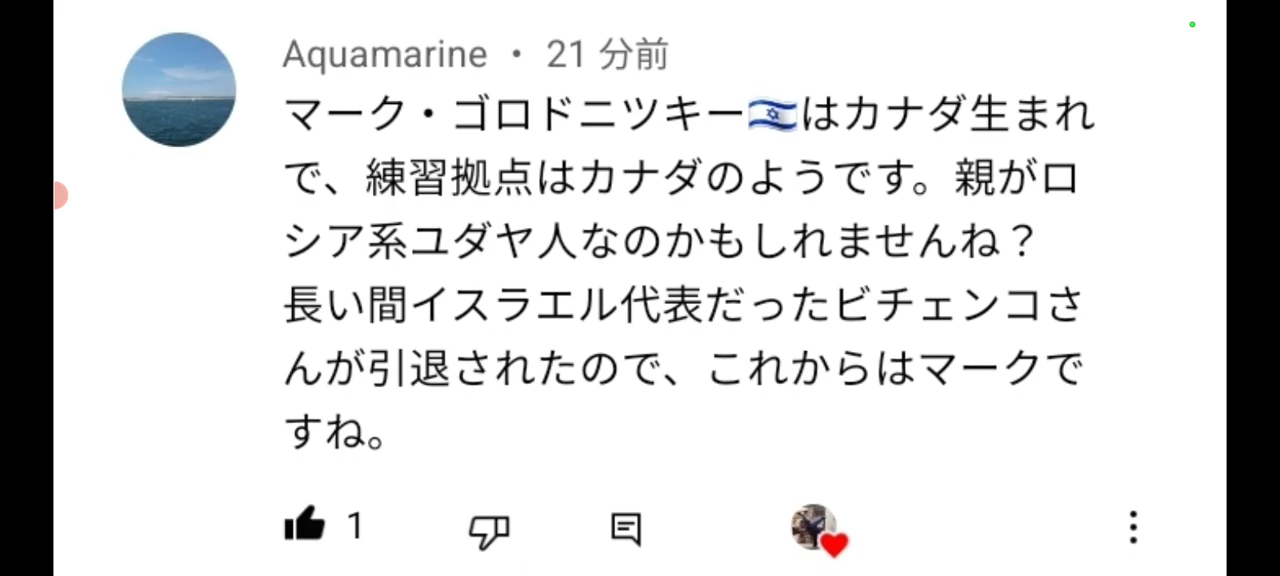 Aquamarine • 21 分前
マーク・ゴロドニツキー🇮🇱はカナダ生まれ
で、練習拠点はカナダのようです。親がロ
シア系ユダヤ人なのかもしれませんね？
長い間イスラエル代表だったビチェンコさ
んが引退されたので、これからはマークで
すね。
1